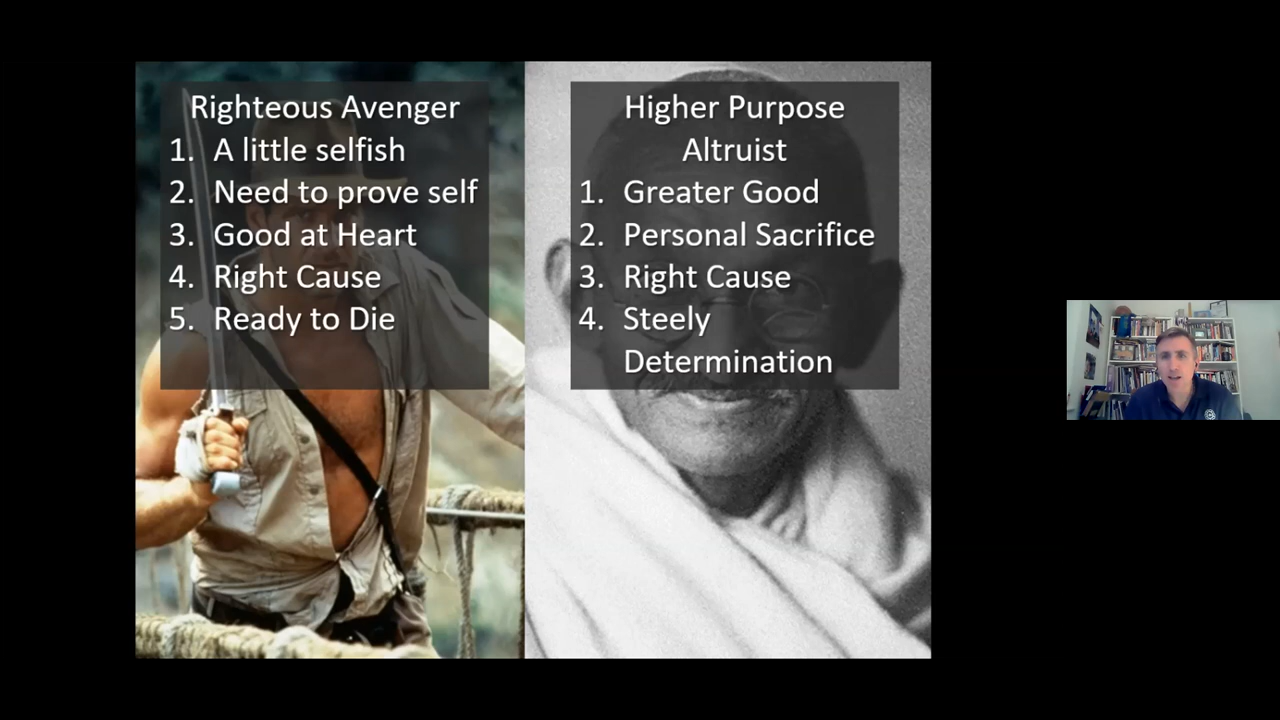 Righteous Avenger
1. A little selfish
2. Need to prove self
3. Good at Heart
4. Right Cause
5. Ready to Die
Higher Purpose
Altruist
1. Greater Good
2. Personal Sacrifice
3. Right Cause
4. Steely
Determination